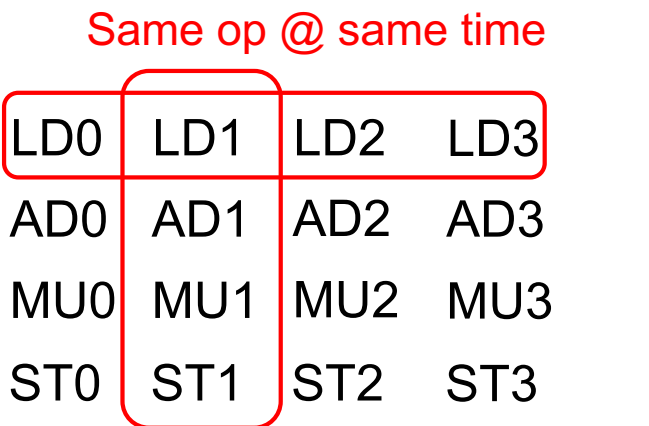 Same op @ same time
LD0 LD1 LD2 LD3
AD0 AD1 AD2 AD3
MU0 MU1 MU2 MU3
ST0 ST1 ST2 ST3